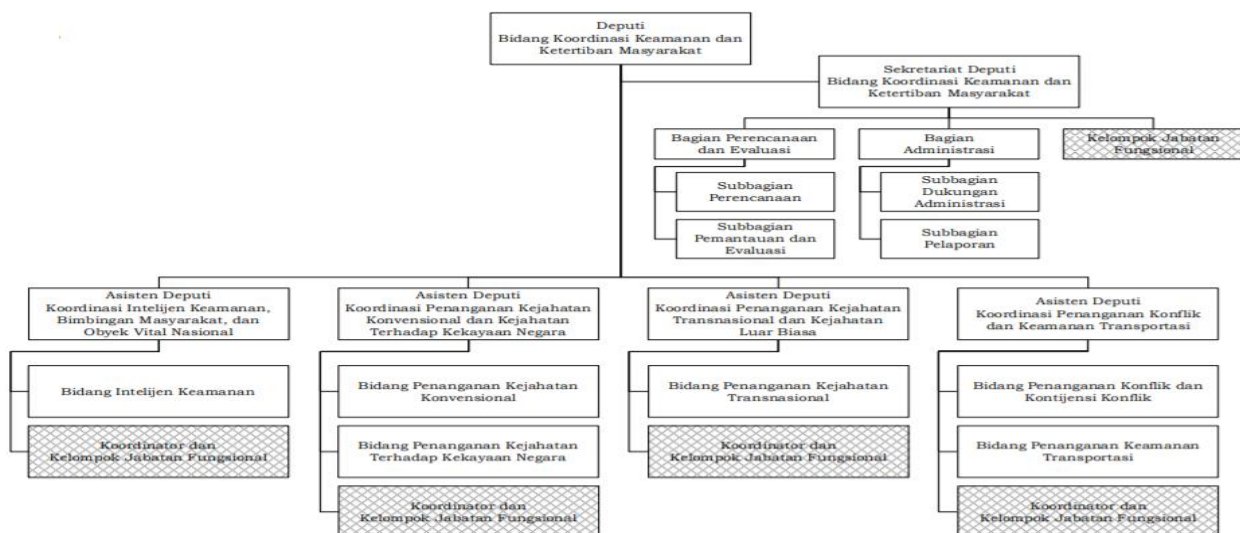 Deputi
Bidang Koordinasi Keamanan dan
Ketertiban Masyarakat
Sekretariat Deputi
Bidang Koordinasi Keamanan dan
Ketertiban Masyarakat
Bagian Perencanaan
dan Evaluasi
Bagian
Administrasi
Kelompok Jabatan
Fungsional
Subbagian
Perencanaan
Subbagian
Dukungan
Administrasi
Subbagian
Pemantauan dan
Evaluasi
Subbagian
Pelaporan
Asisten Deputi
Koordinasi Intelijen Keamanan,
Bimbingan Masyarakat, dan
Obyek Vital Nasional
Asisten Deputi
Koordinasi Penanganan Kejahatan
Konvensional dan Kejahatan
Terhadap Kekayaan Negara
Asisten Deputi
Koordinasi Penanganan Kejahatan
Transnasional dan Kejahatan
Luar Biasa
Asisten Deputi
Koordinasi Penanganan Konflik
dan Keamanan Transportasi
Bidang Intelijen Keamanan
Bidang Penanganan Kejahatan
Konvensional
Bidang Penanganan Kejahatan
Transnasional
Bidang Penanganan Konflik dan
Kontijensi Konflik
Koordinator dan
Kelompok Jabatan Fungsional
Bidang Penanganan Kejahatan
Terhadap Kekayaan Negara
Koordinator dan
Kelompok Jabatan Fungsional
Bidang Penanganan Keamanan
Transportasi
Koordinator dan
Kelompok Jabatan Fungsional
Koordinator dan
Kelompok Jabatan Fungsional